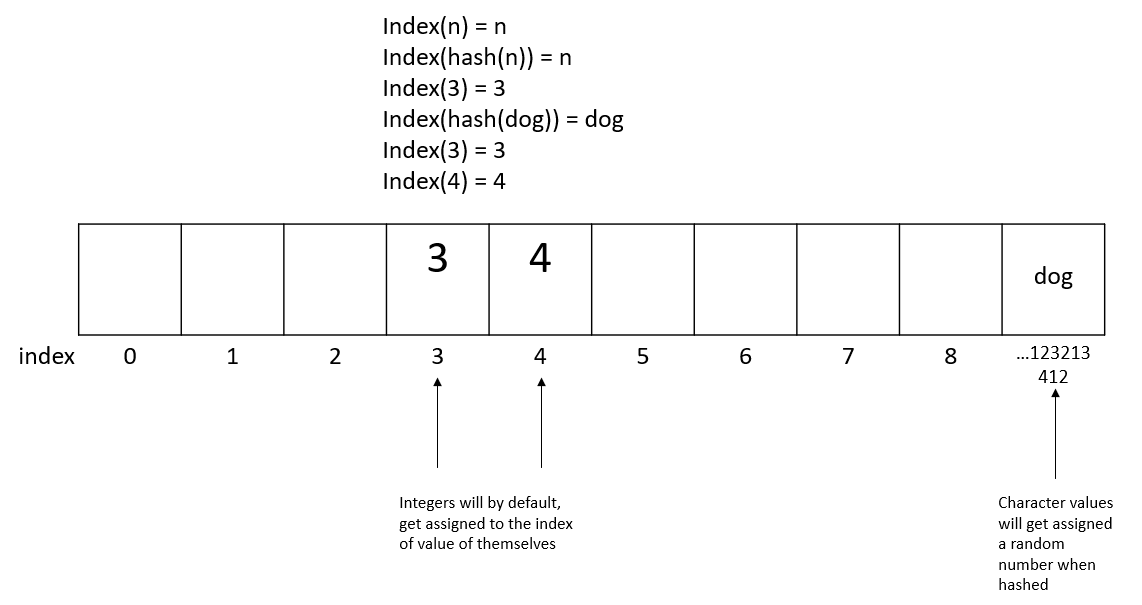 Index(n) = n
Index(hash(n)) = n
Index(3) = 3
Index(hash(dog)) = dog
Index(3) = 3
Index(4) = 4
3
4
dog
index
0
1
2
3
4
5
6
7
8
...123213
412
Integers will by default,
get assigned to the index
of value of themselves
Character values
will get assigned
a random
number when
hashed